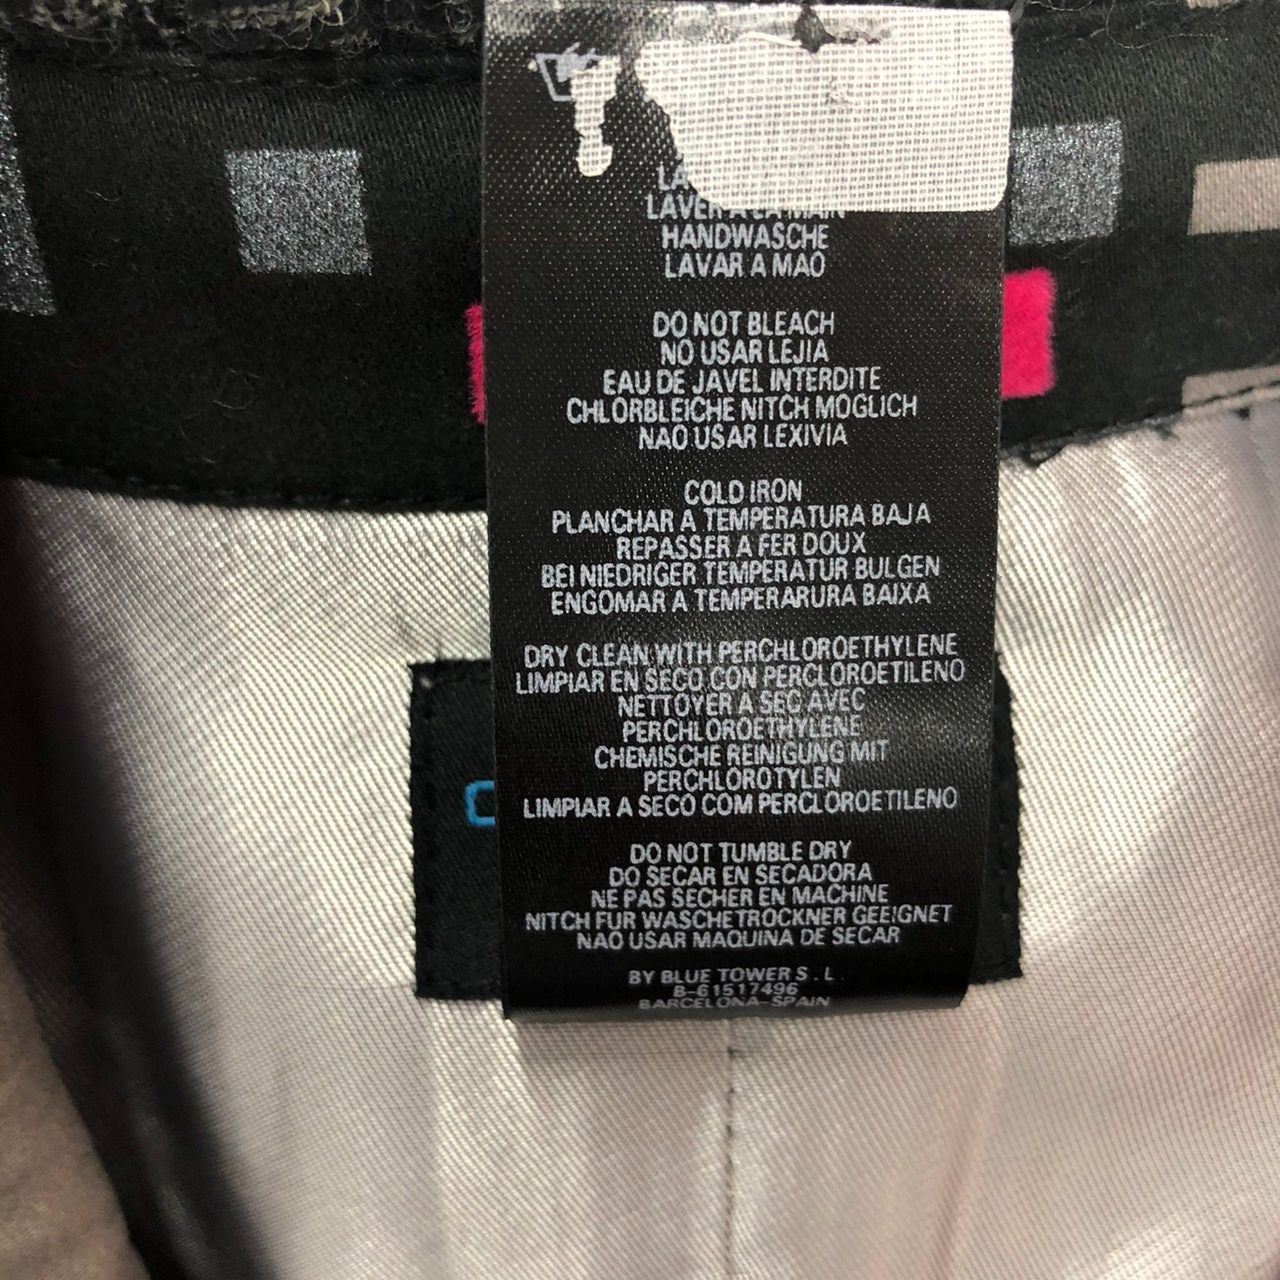 LAVER A LA MAIN
HANDWASCHE
LAVAR A MAO
DO NOT BLEACH
NO USAR LEJIA
EAU DE JAVEL INTERDITE
CHLORBLEICHE NITCH MOGLICH
NAO USAR LEXIVIA
COLD IRON
PLANCHAR A TEMPERATURA BAJA
REPASSER A FER DOUX
BEI NIEDRIGER TEMPERATUR BULGEN
ENGOMAR A TEMPERARURA BAIXA
DRY CLEAN WITH PERCHLOROETHYLENE
LIMPIAR EN SECO CON PERCLOROETILENO
NETTOYER A SEC AVEC
PERCHLOROETHYLENE
CHEMISCHE REINIGUNG MIT
PERCHLOROTYLEN
LIMPIAR A SECO COM PERCLOROETILENO
DO NOT TUMBLE DRY
DO SECAR EN SECADORA
NE PAS SECHER EN MACHINE
NITCH FUR WASCHETROCKNER GEEIGNET
NAO USAR MAQUINA DE SECAR
BY BLUE TOWER S.L.
B-61517496
BARCELONA-SPAIN